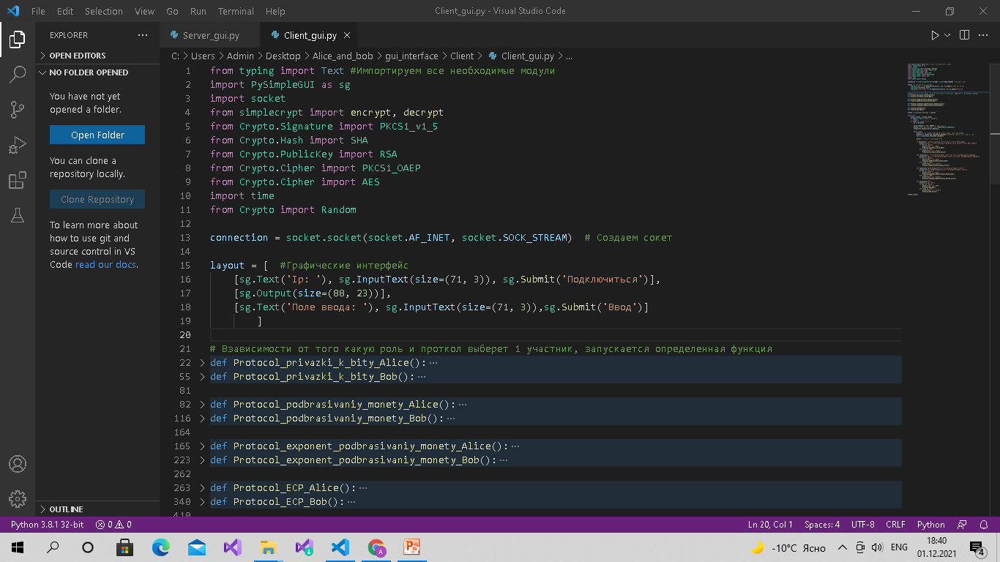 File Edit Selection View Go Run Terminal Help
Client_gui.py - Visual Studio Code
EXPLORER
OPEN EDITORS
NO FOLDER OPENED
You have not yet
opened a folder.
Open Folder
You can clone a
repository locally.
Clone Repository
To learn more about
how to use git and
source control in VS
Code read our docs.
OUTLINE
Server_gui.py
Client_gui.py
C: > Users > Admin > Desktop > Alice_and_bob > gui_interface > Client > Client_gui.py > ...
1 from typing import Text #Импортируем все необходимые модули
2 import PySimpleGUI as sg
3 import socket
4 from simplecrypt import encrypt, decrypt
5 from Crypto.Signature import PKCS1_v1_5
6 from Crypto.Hash import SHA
7 from Crypto.PublicKey import RSA
8 from Crypto.Cipher import PKCS1_OAEP
9 from Crypto.Cipher import AES
10 import time
11 from Crypto import Random
12
13 connection = socket.socket(socket.AF_INET, socket.SOCK_STREAM)  # Создаем сокет
14
15 layout = [  #Графические интерфейс
16     [sg.Text('Ip: '), sg.InputText(size=(71, 3)), sg.Submit('Подключиться')],
17     [sg.Output(size=(88, 23))],
18     [sg.Text('Поле ввода: '), sg.InputText(size=(71, 3)),sg.Submit('Ввод')]
19         ]
20
21 # Взависимости от того какую роль и проткол выберет 1 участник, запускается определенная функция
22 def Protocol_privazki_k_bity_Alice():...
55 def Protocol_privazki_k_bity_Bob():...
81
82 def Protocol_podbrasivaniy_monety_Alice():...
116 def Protocol_podbrasivaniy_monety_Bob():...
164
165 def Protocol_exponent_podbrasivaniy_monety_Alice():...
223 def Protocol_exponent_podbrasivaniy_monety_Bob():...
262
263 def Protocol_ECP_Alice():...
340 def Protocol_ECP_Bob():...
410
Python 3.8.1 32-bit 0 0
Ln 20, Col 1 Spaces: 4 UTF-8 CRLF Python
-10°C Ясно ENG
18:40
01.12.2021
4